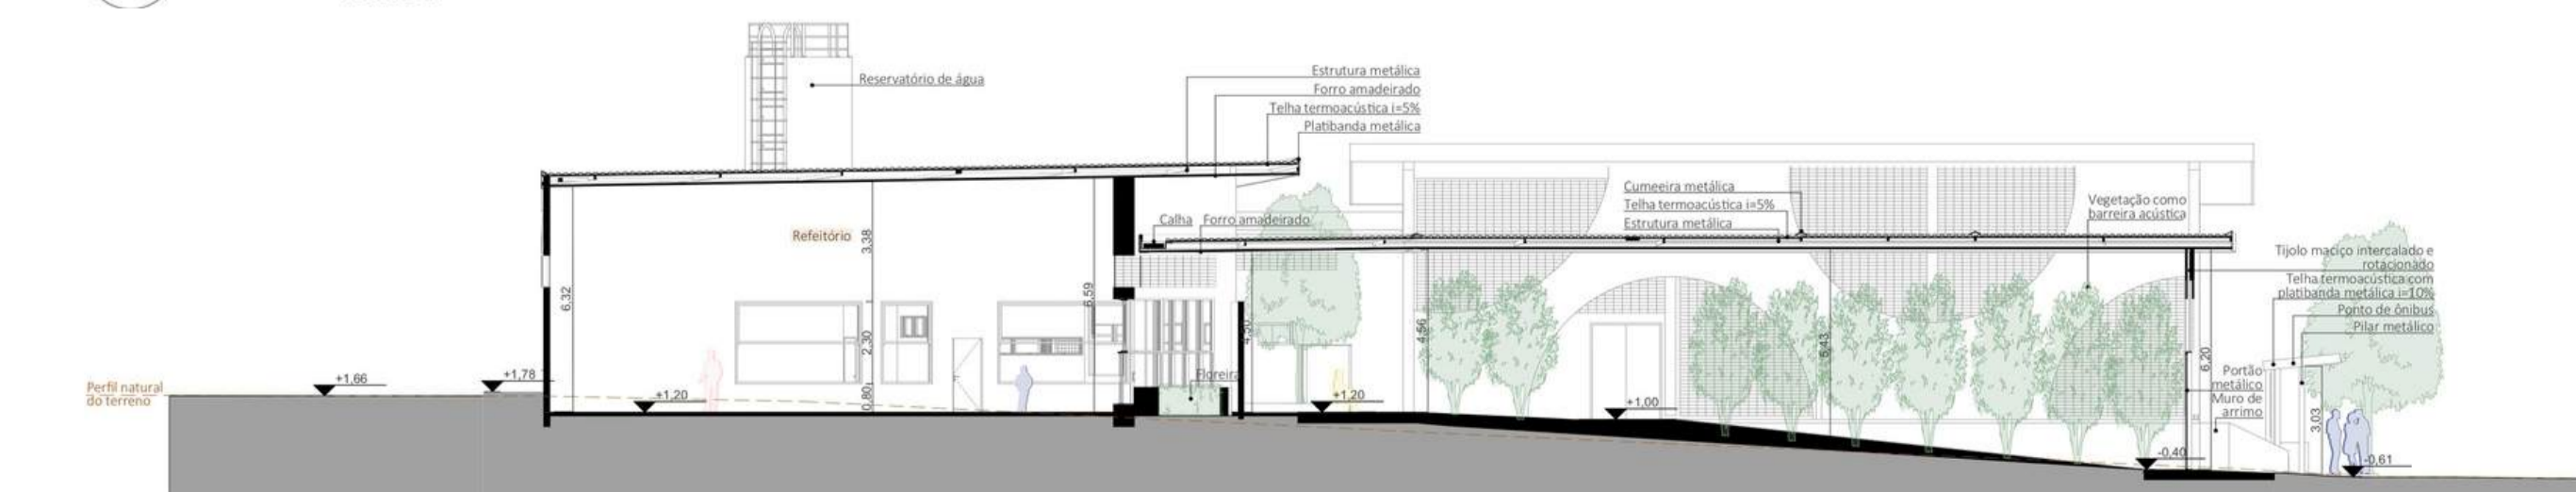 Reservatório de água
Estrutura metálica
Forro amadeirado
Telha termoacústica i=5%
Platibanda metálica
Cumeeira metálica
Telha termoacústica i=5%
Estrutura metálica
Vegetação como
barreira acústica
Calha
Forro amadeirado
Refeitório
3,38
Tijolo maciço intercalado e
rotacionado
Telha termoacústica com
platibanda metálica i=10%
Ponto de ônibus
Pilar metálico
6,32
2,30
0,80
6,59
4,56
6,20
Portão
metálico
Muro de
arrimo
3,03
Floreira
Perfil natural
do terreno
+1,66
+1,78
+1,20
+1,20
+1,00
-0,40
-0,61